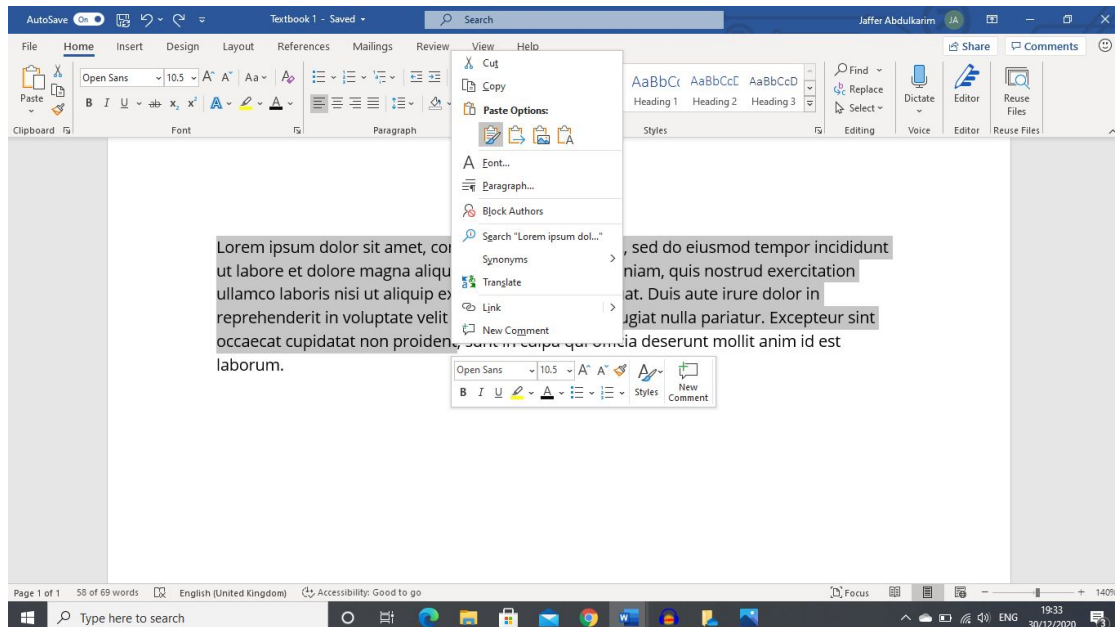 AutoSave On Textbook 1 - Saved Search Jaffer Abdulkarim JA
File Home Insert Design Layout References Mailings Review View Help Share Comments
Paste
Clipboard
Open Sans 10.5 A A Aa A
B I U ab x₂ x² A A
Font
Paragraph
AaBbC( AaBbCcE AaBbCcD
Heading 1 Heading 2 Heading 3
Styles
Find
Replace
Select
Editing
Dictate
Voice
Editor
Editor
Reuse
Files
Reuse Files
Cut
Copy
Paste Options:
Font...
Paragraph...
Block Authors
Search "Lorem ipsum dol..."
Synonyms
Translate
Link
New Comment
Lorem ipsum dolor sit amet, , sed do eiusmod tempor incididunt
ut labore et dolore magna quis nostrud exercitation
ullamco laboris nisi ut aliquip Duis aute irure dolor in
reprehenderit in voluptate velit nulla pariatur. Excepteur sint
occaecat cupidatat non proident, sunt in culpa qui officia deserunt mollit anim id est
laborum.
Open Sans 10.5 A A
B I U A
Styles
New
Comment
Page 1 of 1 58 of 69 words English (United Kingdom) Accessibility: Good to go Focus 140%
Type here to search
ENG
19:33
30/12/2020
3